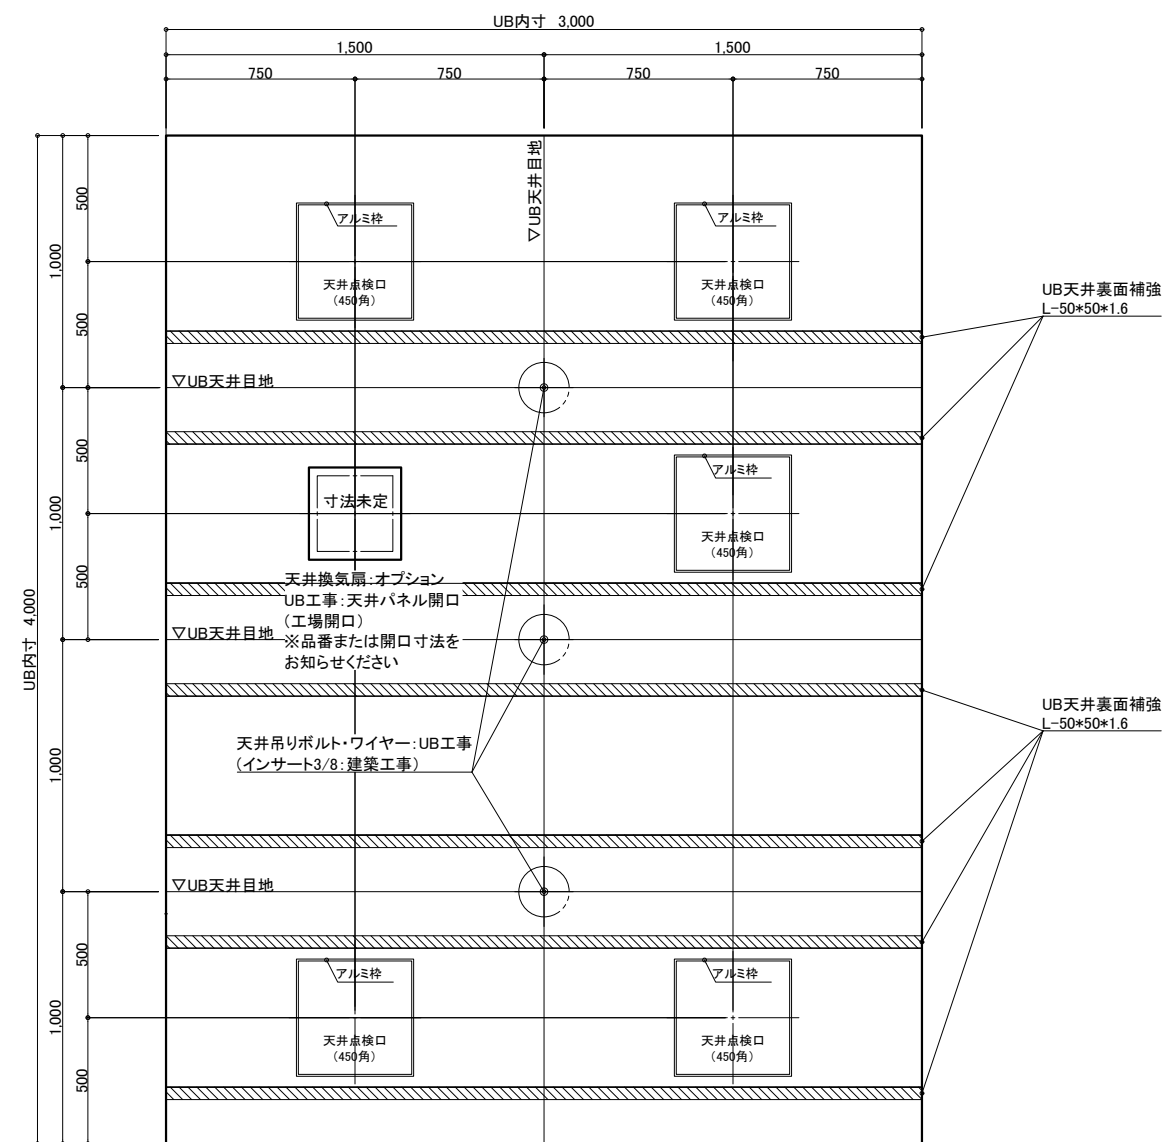 UB内寸 3,000
1,500
1,500
750
750
750
750
▽UB天井目地
500
アルミ枠
アルミ枠
1,000
天井点検口
(450角)
天井点検口
(450角)
UB天井裏面補強
L-50*50*1.6
500
▽UB天井目地
500
アルミ枠
寸法未定
1,000
天井点検口
(450角)
500
天井換気扇:オプション
UB工事:天井パネル開口
(工場開口)
※品番または開口寸法を
お知らせください
▽UB天井目地
UB内寸 4,000
UB天井裏面補強
L-50*50*1.6
天井吊りボルト・ワイヤー:UB工事
(インサート3/8:建築工事)
1,000
▽UB天井目地
500
アルミ枠
アルミ枠
1,000
天井点検口
(450角)
天井点検口
(450角)
500